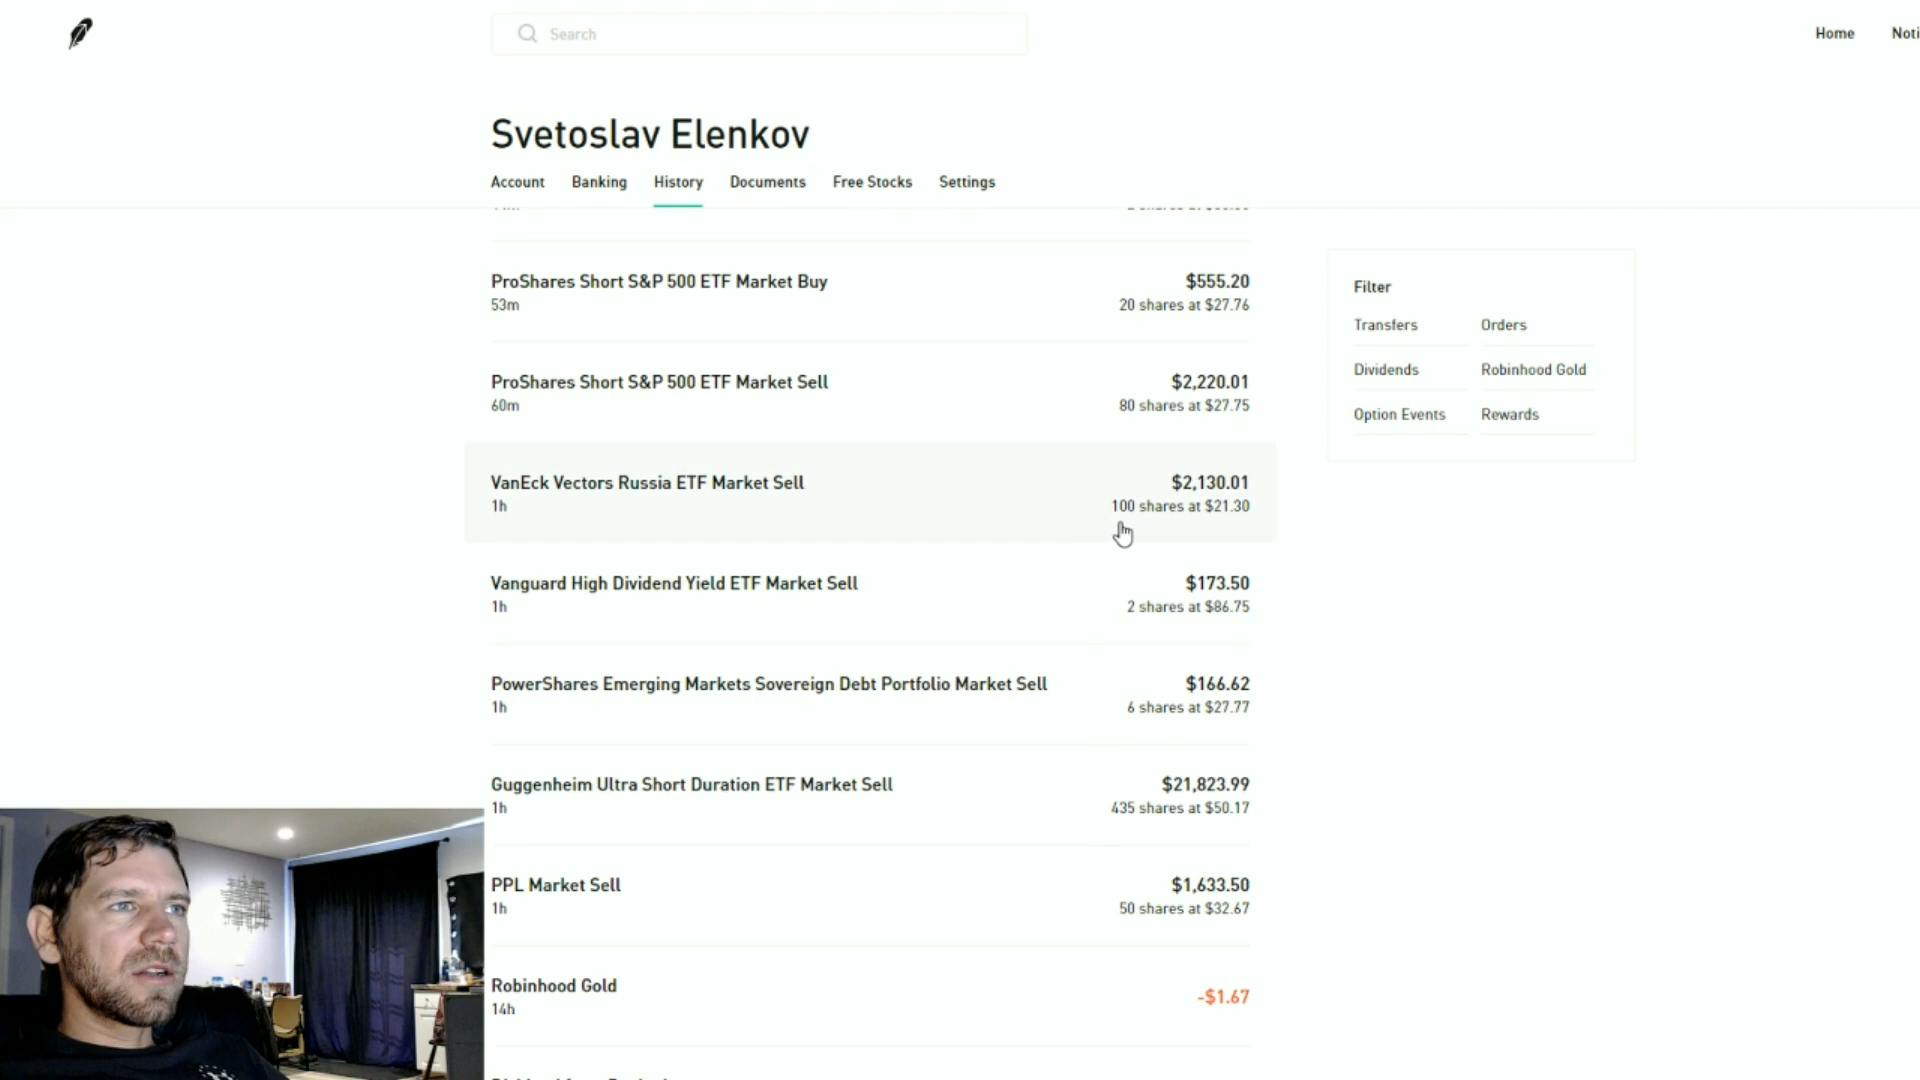 Search
Home
Noti
Svetoslav Elenkov
Account
Banking
History
Documents
Free Stocks
Settings
ProShares Short S&P 500 ETF Market Buy
$555.20
53m
20 shares at $27.76
ProShares Short S&P 500 ETF Market Sell
$2,220.01
60m
80 shares at $27.75
VanEck Vectors Russia ETF Market Sell
$2,130.01
1h
100 shares at $21.30
Vanguard High Dividend Yield ETF Market Sell
$173.50
1h
2 shares at $86.75
PowerShares Emerging Markets Sovereign Debt Portfolio Market Sell
$166.62
1h
6 shares at $27.77
Guggenheim Ultra Short Duration ETF Market Sell
$21,823.99
1h
435 shares at $50.17
PPL Market Sell
$1,633.50
1h
50 shares at $32.67
Robinhood Gold
-$1.67
14h
Filter
Transfers
Orders
Dividends
Robinhood Gold
Option Events
Rewards